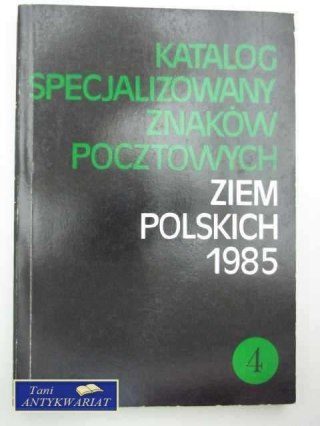 KATALOG
SPECJALIZOWANY
ZNAKÓW
POCZTOWYCH
ZIEM
POLSKICH
1985
4
Tani
ANTYKWARIAT